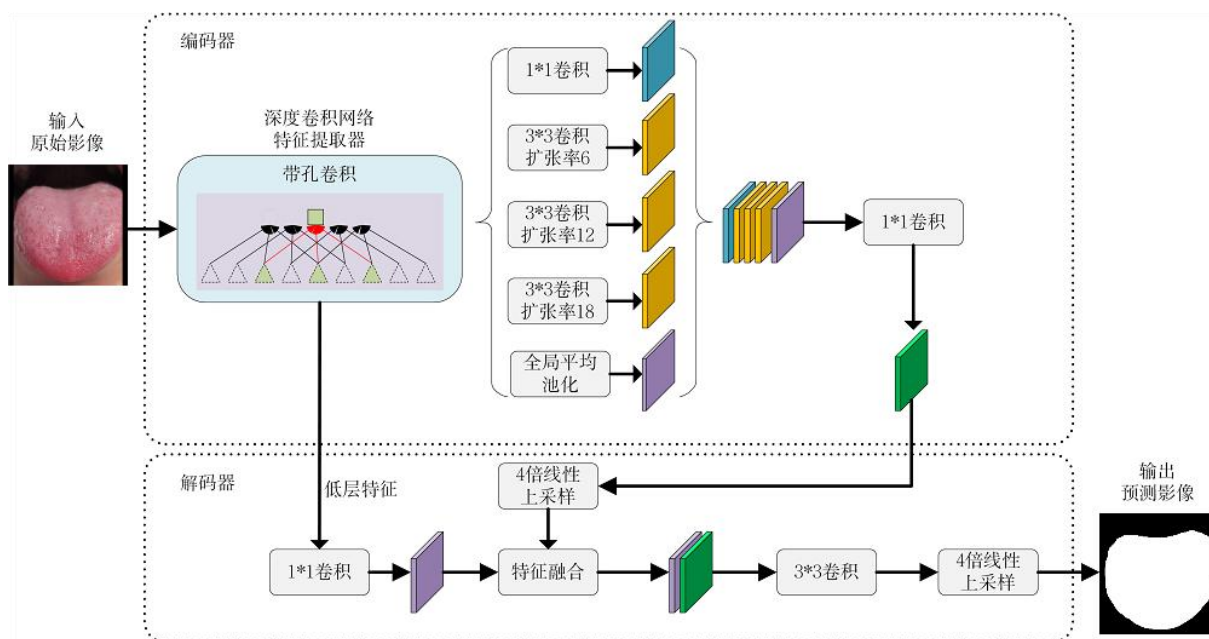 编码器
输入
原始影像
深度卷积网络
特征提取器
带孔卷积
1*1卷积
3*3卷积
扩张率6
3*3卷积
扩张率12
3*3卷积
扩张率18
全局平均
池化
1*1卷积
解码器
低层特征
4倍线性
上采样
1*1卷积
特征融合
3*3卷积
4倍线性
上采样
输出
预测影像